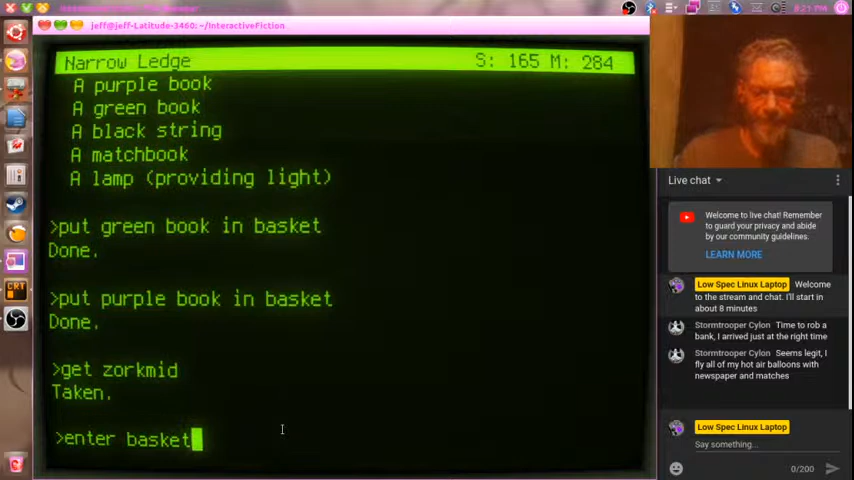 jeff@jeff-Latitude-3460: ~/InteractiveFiction
8:21 PM
Narrow Ledge S: 165 M: 284
A purple book
A green book
A black string
A matchbook
A lamp (providing light)
>put green book in basket
Done.
>put purple book in basket
Done.
>get zorkmid
Taken.
>enter basket
CRT
Live chat
Welcome to live chat! Remember
to guard your privacy and abide
by our community guidelines.
LEARN MORE
Low Spec Linux Laptop Welcome
to the stream and chat. I'll start in
about 8 minutes
Stormtrooper Cylon Time to rob a
bank, I arrived just at the right time
Stormtrooper Cylon Seems legit, I
fly all of my hot air balloons with
newspaper and matches
Low Spec Linux Laptop
Say something...
0/200